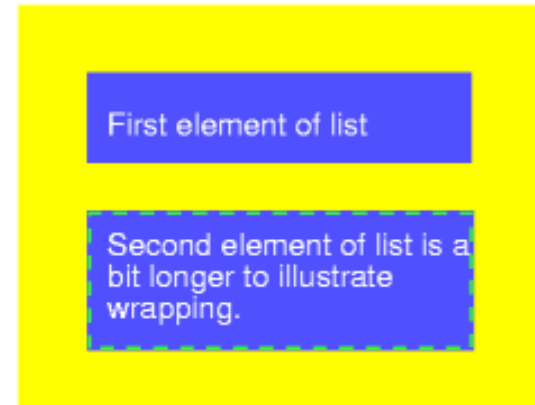 First element of list
Second element of list is a
bit longer to illustrate
wrapping.